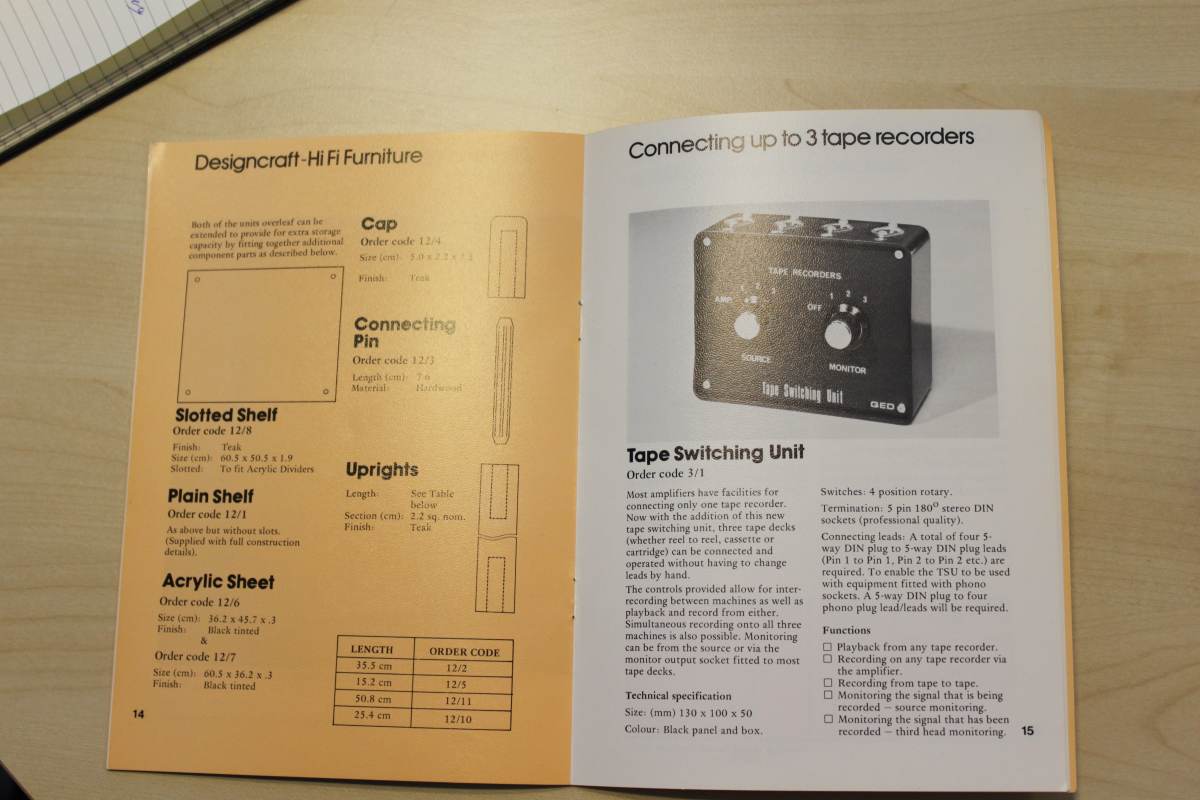 Designcraft-Hi Fi Furniture
Both of the units overleaf can be
extended to provide for extra storage
capacity by fitting together additional
component parts as described below.
Slotted Shelf
Order code 12/8
Finish: Teak
Size (cm): 60.5 x 50.5 x 1.9
Slotted: To fit Acrylic Dividers
Plain Shelf
Order code 12/1
As above but without slots.
(Supplied with full construction
details).
Acrylic Sheet
Order code 12/6
Size (cm): 36.2 x 45.7 x .3
Finish: Black tinted
&
Order code 12/7
Size (cm): 60.5 x 36.2 x .3
Finish: Black tinted
14
Cap
Order code 12/4
Size (cm): 5.0 x 2.2 x
Finish: Teak
Connecting
Pin
Order code 12/3
Length (cm): 7.6
Material: Hardwood
Uprights
Length: See Table
below
Section (cm): 2.2 sq. nom.
Finish: Teak
LENGTH ORDER CODE
35.5 cm 12/2
15.2 cm 12/5
50.8 cm 12/11
25.4 cm 12/10
Connecting up to 3 tape recorders
TAPE RECORDERS
AMP. 1 2 3
OFF 1 2 3
SOURCE
MONITOR
Tape Switching Unit
QED
Tape Switching Unit
Order code 3/1
Most amplifiers have facilities for
connecting only one tape recorder.
Now with the addition of this new
tape switching unit, three tape decks
(whether reel to reel, cassette or
cartridge) can be connected and
operated without having to change
leads by hand.
The controls provided allow for inter-
recording between machines as well as
playback and record from either.
Simultaneous recording onto all three
machines is also possible. Monitoring
can be from the source or via the
monitor output socket fitted to most
tape decks.
Technical specification
Size: (mm) 130 x 100 x 50
Colour: Black panel and box.
Switches: 4 position rotary.
Termination: 5 pin 180° stereo DIN
sockets (professional quality).
Connecting leads: A total of four 5-
way DIN plug to 5-way DIN plug leads
(Pin 1 to Pin 1, Pin 2 to Pin 2 etc.) are
required. To enable the TSU to be used
with equipment fitted with phono
sockets. A 5-way DIN plug to four
phono plug lead/leads will be required.
Functions
☐ Playback from any tape recorder.
☐ Recording on any tape recorder via
the amplifier.
☐ Recording from tape to tape.
☐ Monitoring the signal that is being
recorded – source monitoring.
☐ Monitoring the signal that has been
recorded – third head monitoring.
15